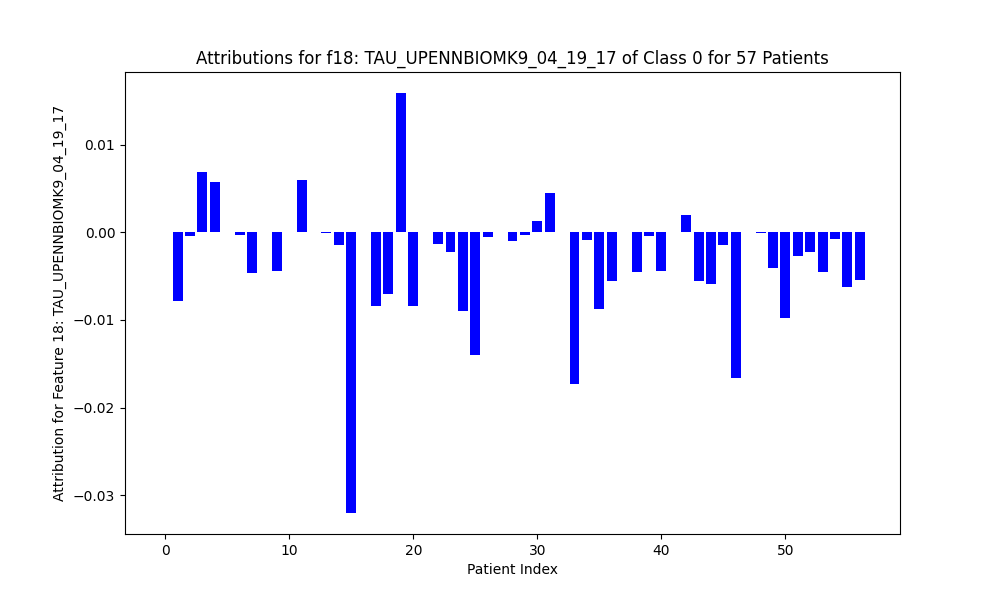 Attributions for f18: TAU_UPENNBIOMK9_04_19_17 of Class 0 for 57 Patients
Attribution for Feature 18: TAU_UPENNBIOMK9_04_19_17
0.01
0.00
−0.01
−0.02
−0.03
0 10 20 30 40 50
Patient Index